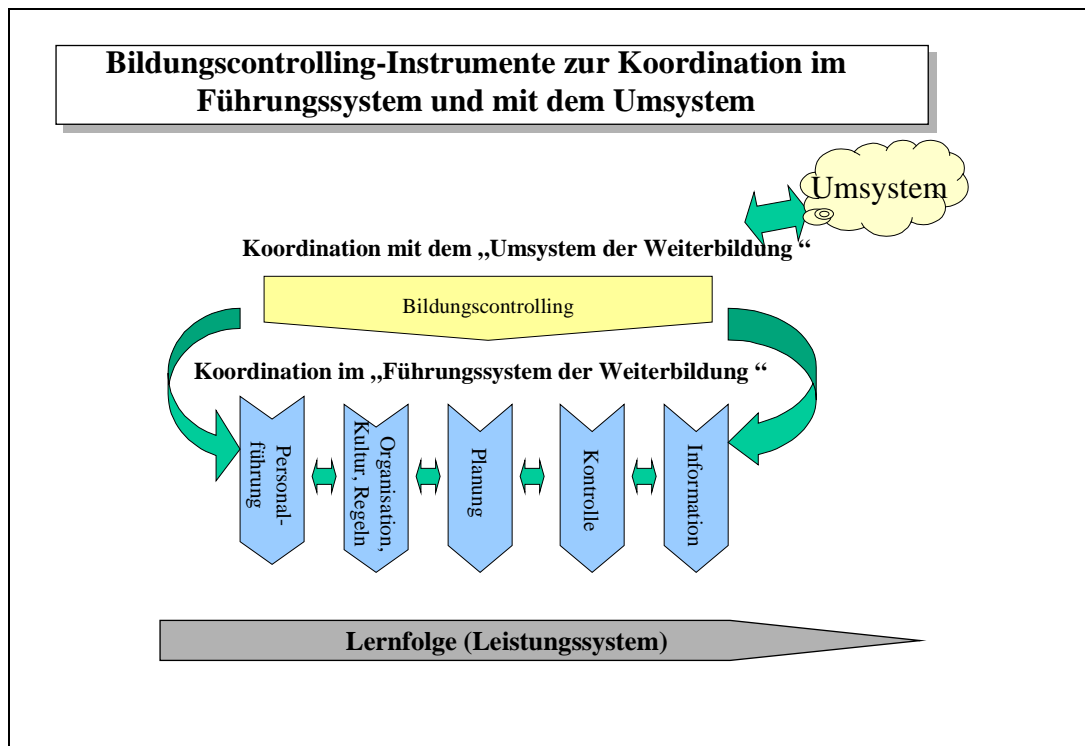 Bildungscontrolling-Instrumente zur Koordination im
Führungssystem und mit dem Umsystem
Umsystem
Koordination mit dem „Umsystem der Weiterbildung “
Bildungscontrolling
Koordination im „Führungssystem der Weiterbildung “
Personal-
führung
Organisation,
Kultur, Regeln
Planung
Kontrolle
Information
Lernfolge (Leistungssystem)